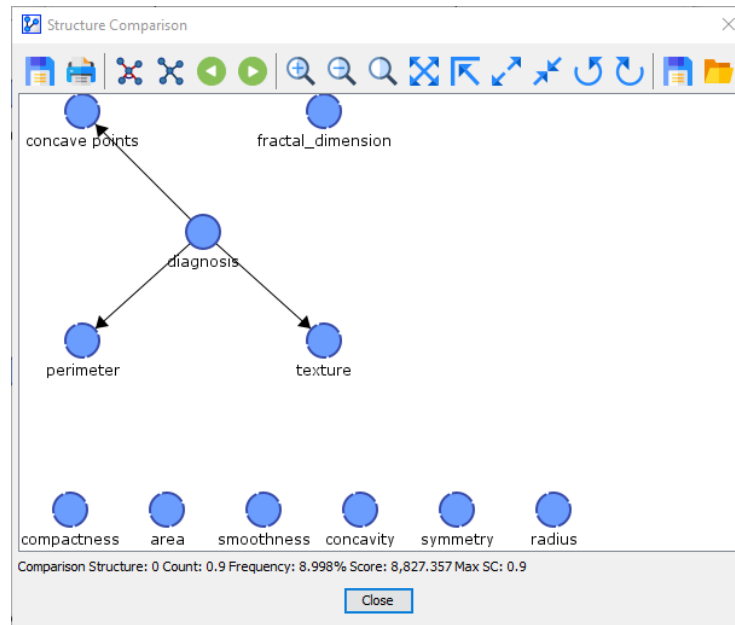 Structure Comparison
concave points
fractal_dimension
diagnosis
perimeter
texture
compactness
area
smoothness
concavity
symmetry
radius
Comparison Structure: 0 Count: 0.9 Frequency: 8.998% Score: 8,827.357 Max SC: 0.9
Close